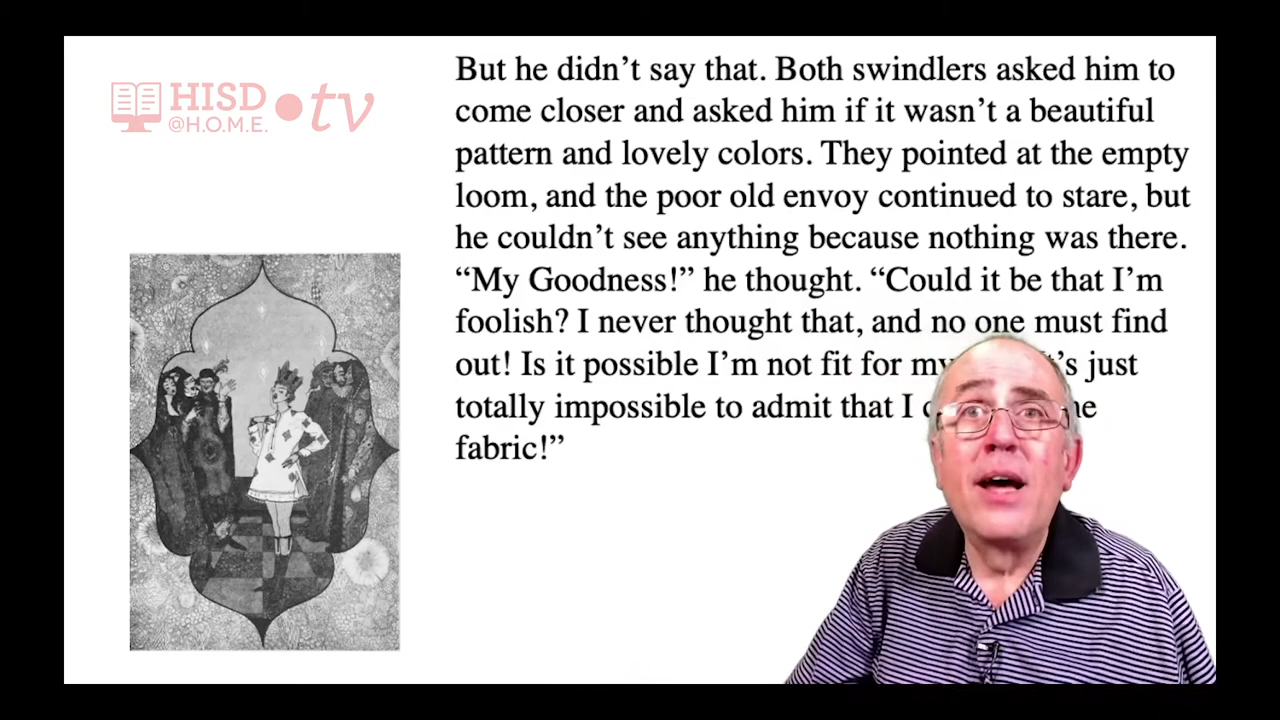 HISD
@H.O.M.E.
tv
But he didn’t say that. Both swindlers asked him to
come closer and asked him if it wasn’t a beautiful
pattern and lovely colors. They pointed at the empty
loom, and the poor old envoy continued to stare, but
he couldn’t see anything because nothing was there.
“My Goodness!” he thought. “Could it be that I’m
foolish? I never thought that, and no one must find
out! Is it possible I’m not fit for my just
totally impossible to admit that I
fabric!”